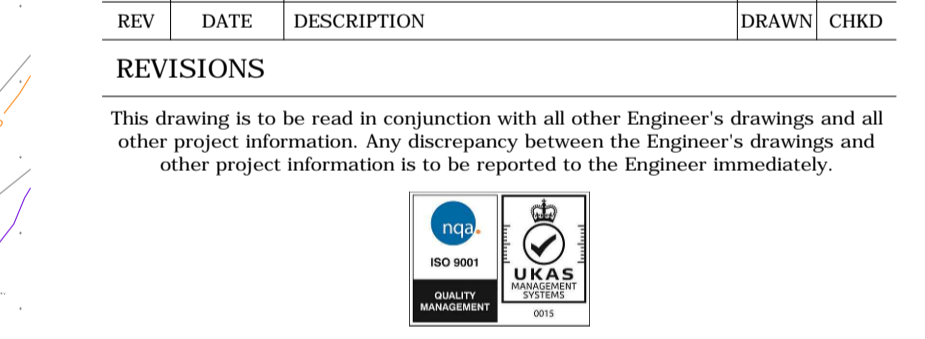 REV DATE DESCRIPTION DRAWN CHKD
REVISIONS
This drawing is to be read in conjunction with all other Engineer's drawings and all
other project information. Any discrepancy between the Engineer's drawings and
other project information is to be reported to the Engineer immediately.
nqa.
ISO 9001
QUALITY
MANAGEMENT
UKAS
MANAGEMENT
SYSTEMS
0015